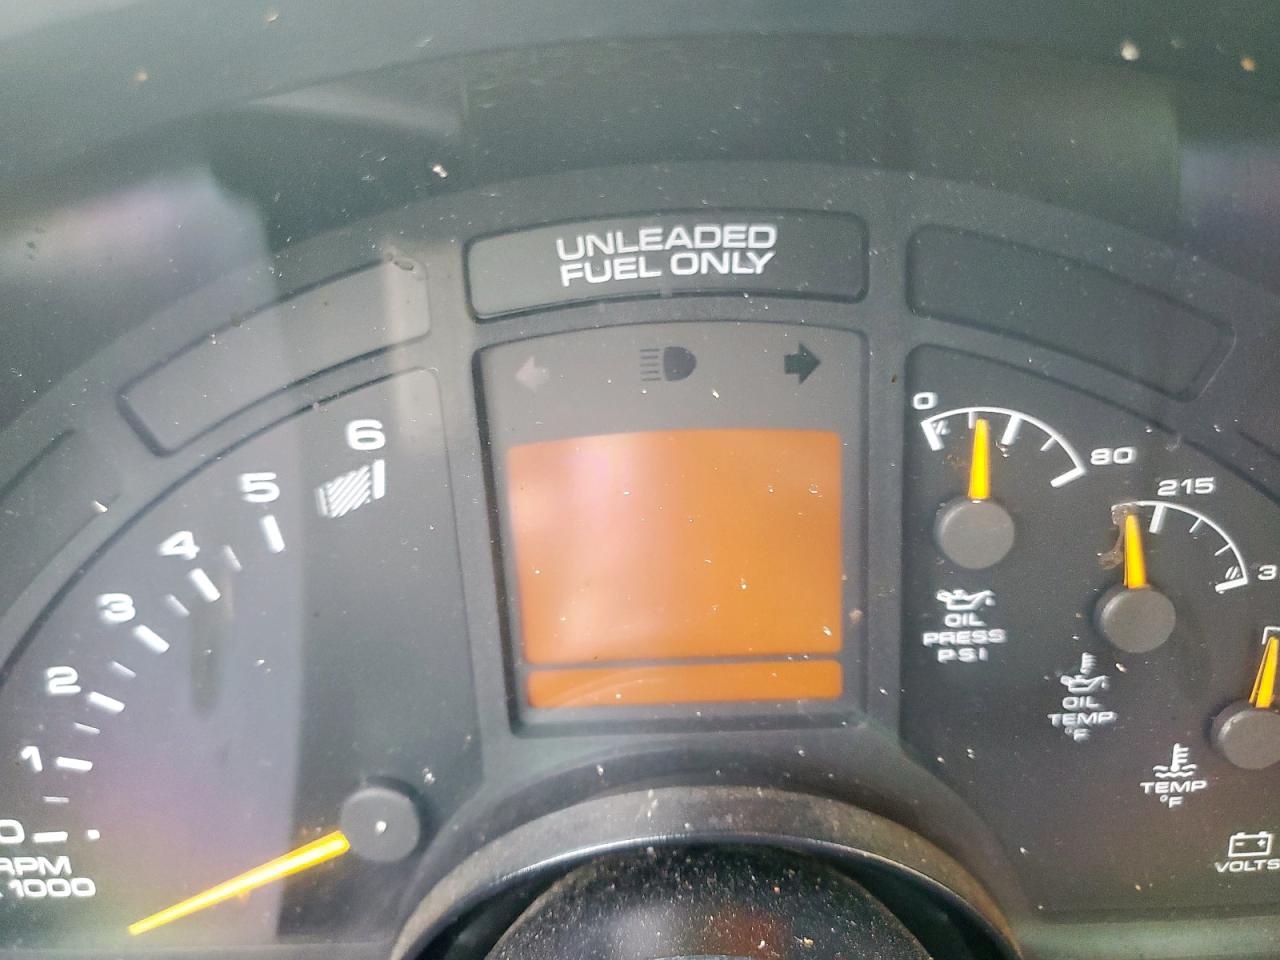 UNLEADED
FUEL ONLY
6
5
4
3
2
1
0
RPM
1000
0
80
OIL
PRESS
PSI
215
3
OIL
TEMP
°F
TEMP
°F
VOLTS